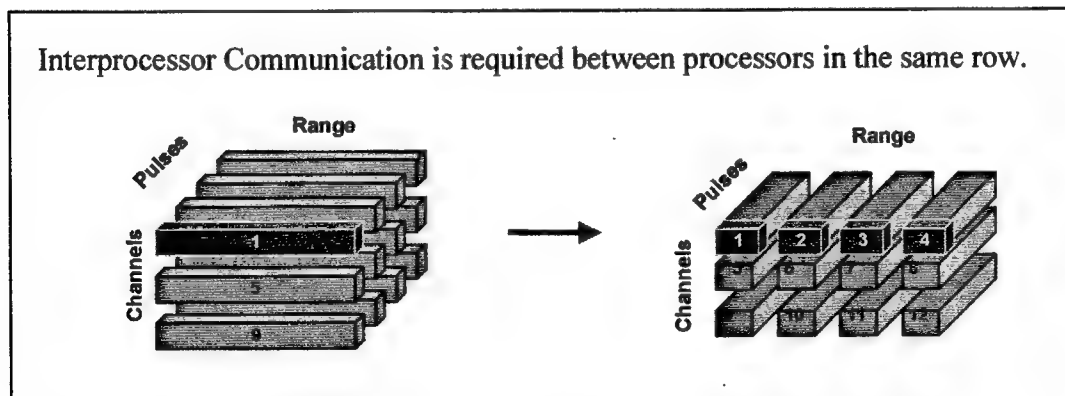 Interprocessor Communication is required between processors in the same row.
Range
Pulses
Channels
1
5
9
Range
Pulses
Channels
1 2 3 4
5 6 7 8
10 11 12